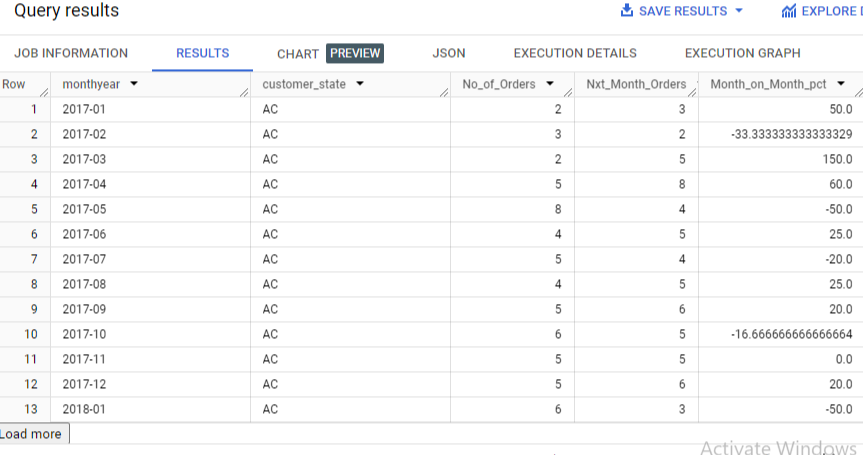 Query results SAVE RESULTS EXPLORE
JOB INFORMATION RESULTS CHART PREVIEW JSON EXECUTION DETAILS EXECUTION GRAPH
Row monthyear customer_state No_of_Orders Nxt_Month_Orders Month_on_Month_pct
1 2017-01 AC 2 3 50.0
2 2017-02 AC 3 2 -33.333333333333329
3 2017-03 AC 2 5 150.0
4 2017-04 AC 5 8 60.0
5 2017-05 AC 8 4 -50.0
6 2017-06 AC 4 5 25.0
7 2017-07 AC 5 4 -20.0
8 2017-08 AC 4 5 25.0
9 2017-09 AC 5 6 20.0
10 2017-10 AC 6 5 -16.666666666666664
11 2017-11 AC 5 5 0.0
12 2017-12 AC 5 6 20.0
13 2018-01 AC 6 3 -50.0
Load more
Activate Windows